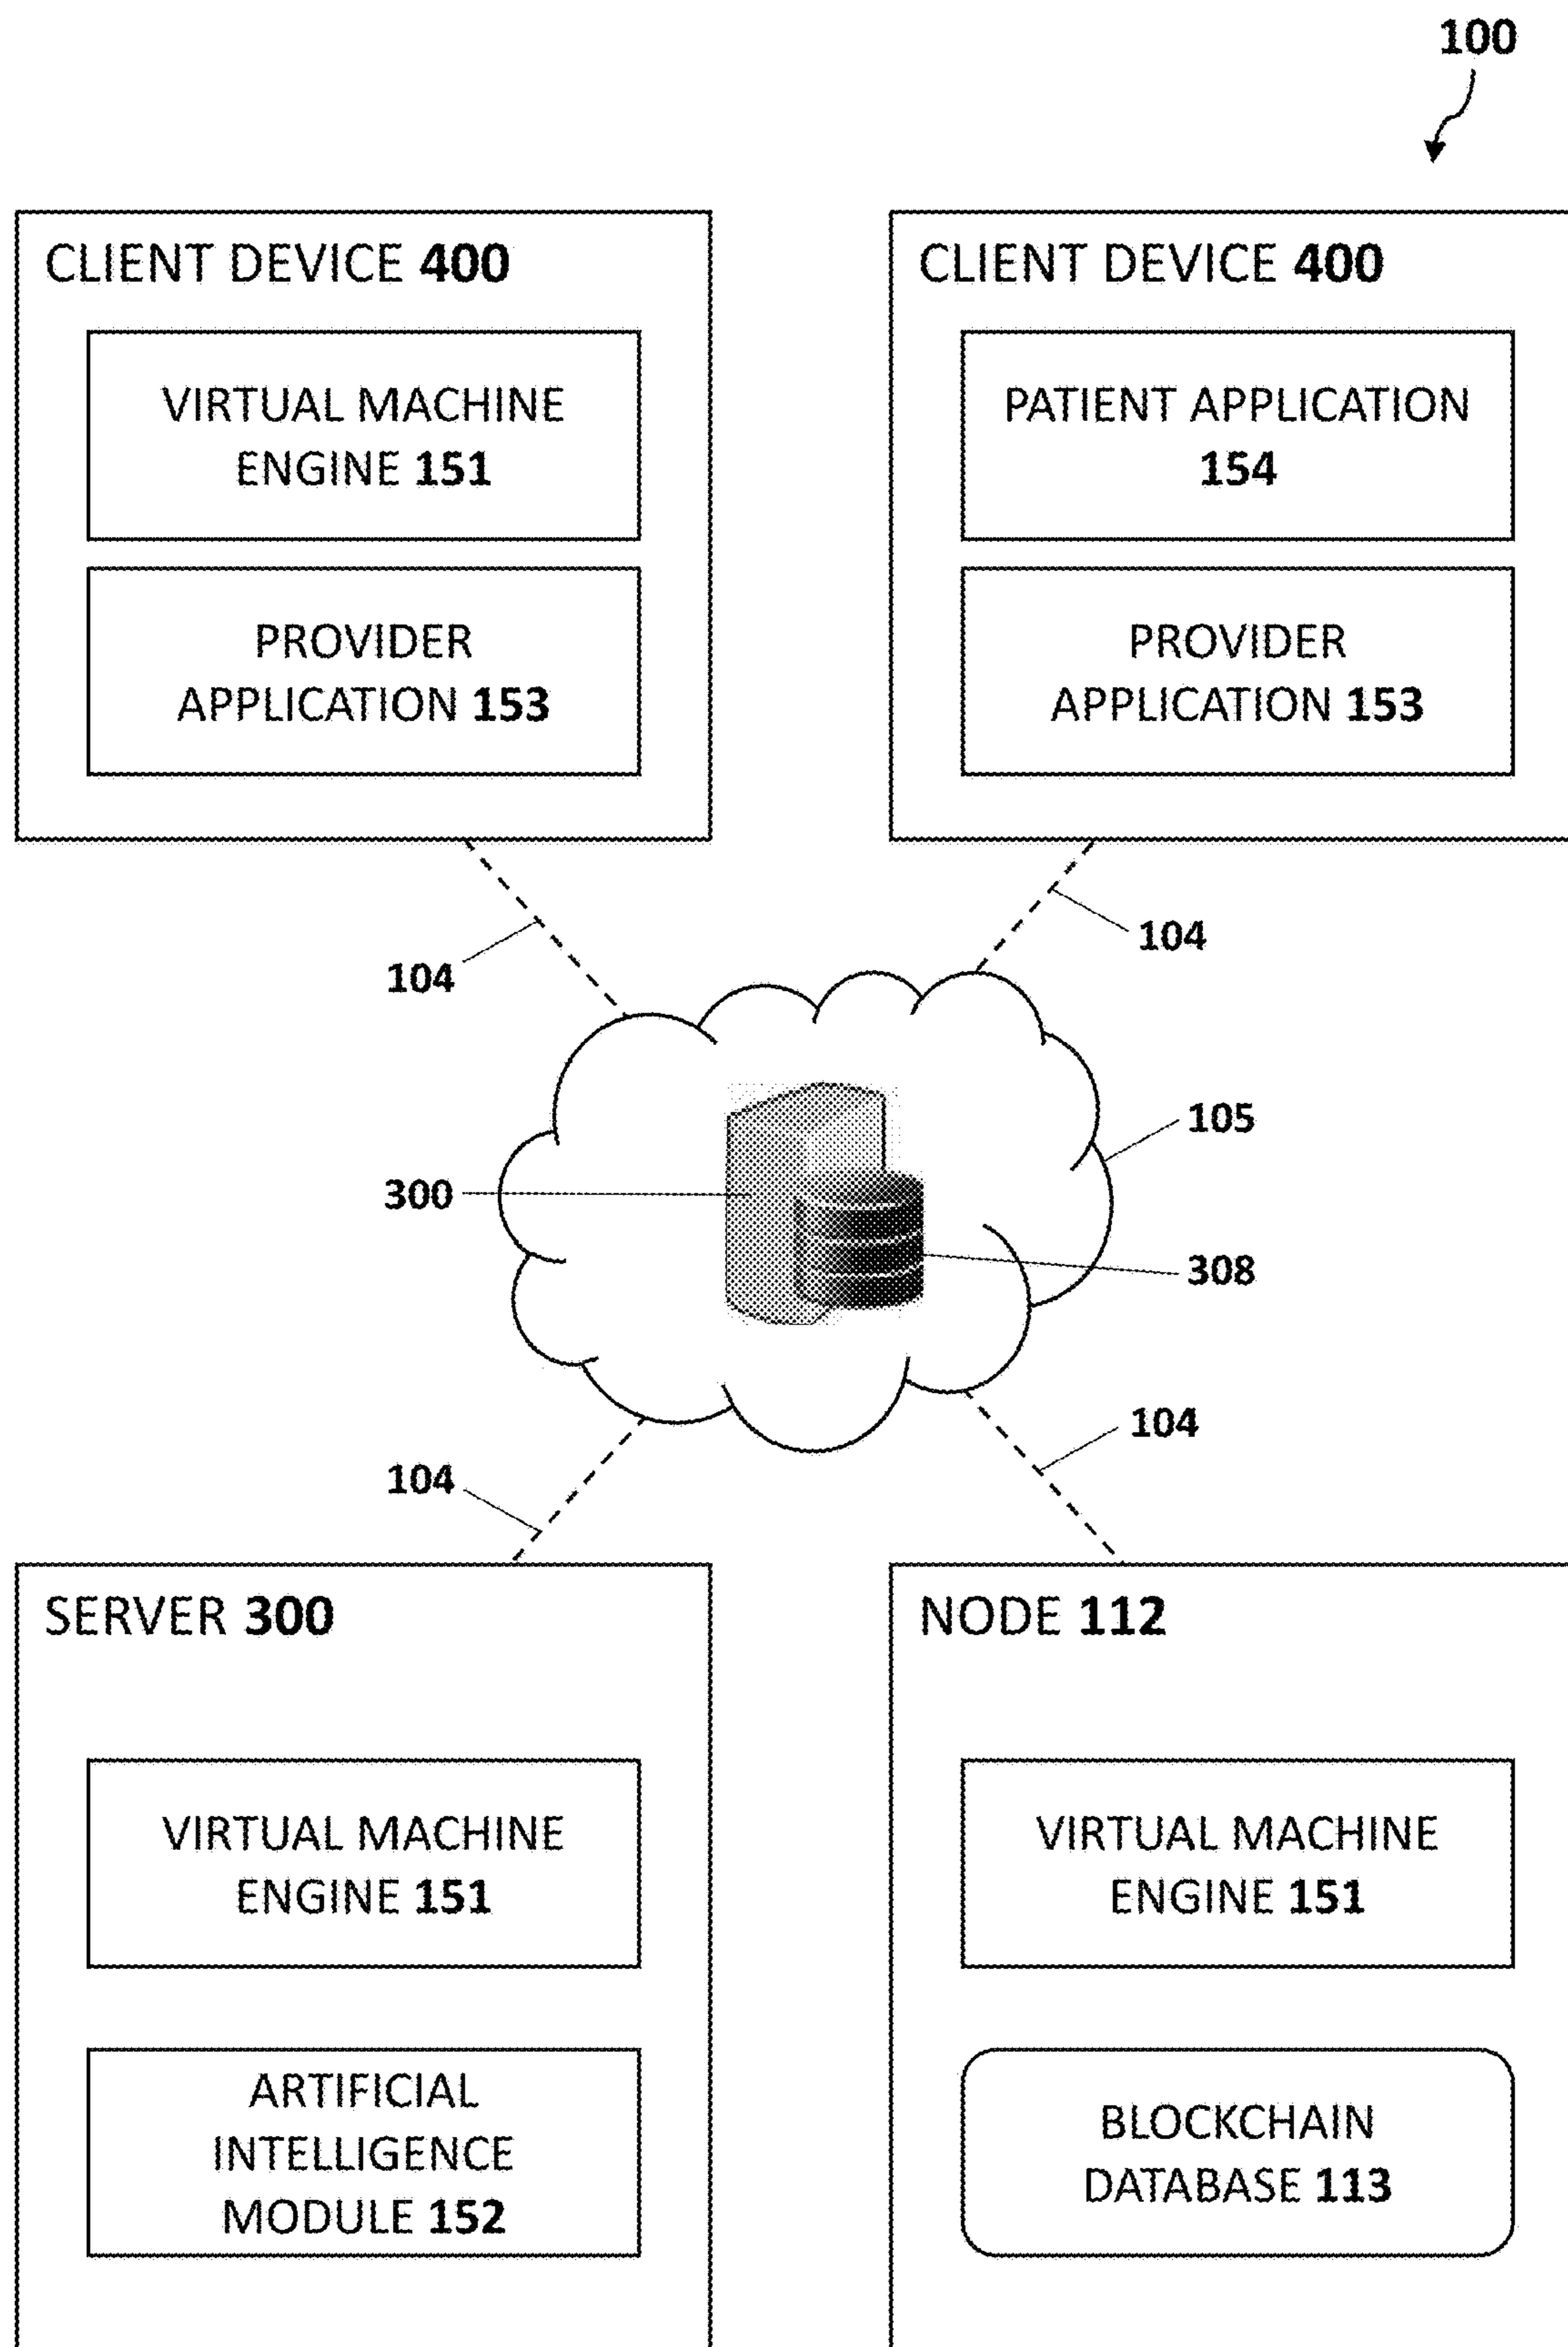 100
CLIENT DEVICE 400
VIRTUAL MACHINE
ENGINE 151
PROVIDER
APPLICATION 153
CLIENT DEVICE 400
PATIENT APPLICATION
154
PROVIDER
APPLICATION 153
104
104
105
300
308
104
104
SERVER 300
VIRTUAL MACHINE
ENGINE 151
ARTIFICIAL
INTELLIGENCE
MODULE 152
NODE 112
VIRTUAL MACHINE
ENGINE 151
BLOCKCHAIN
DATABASE 113